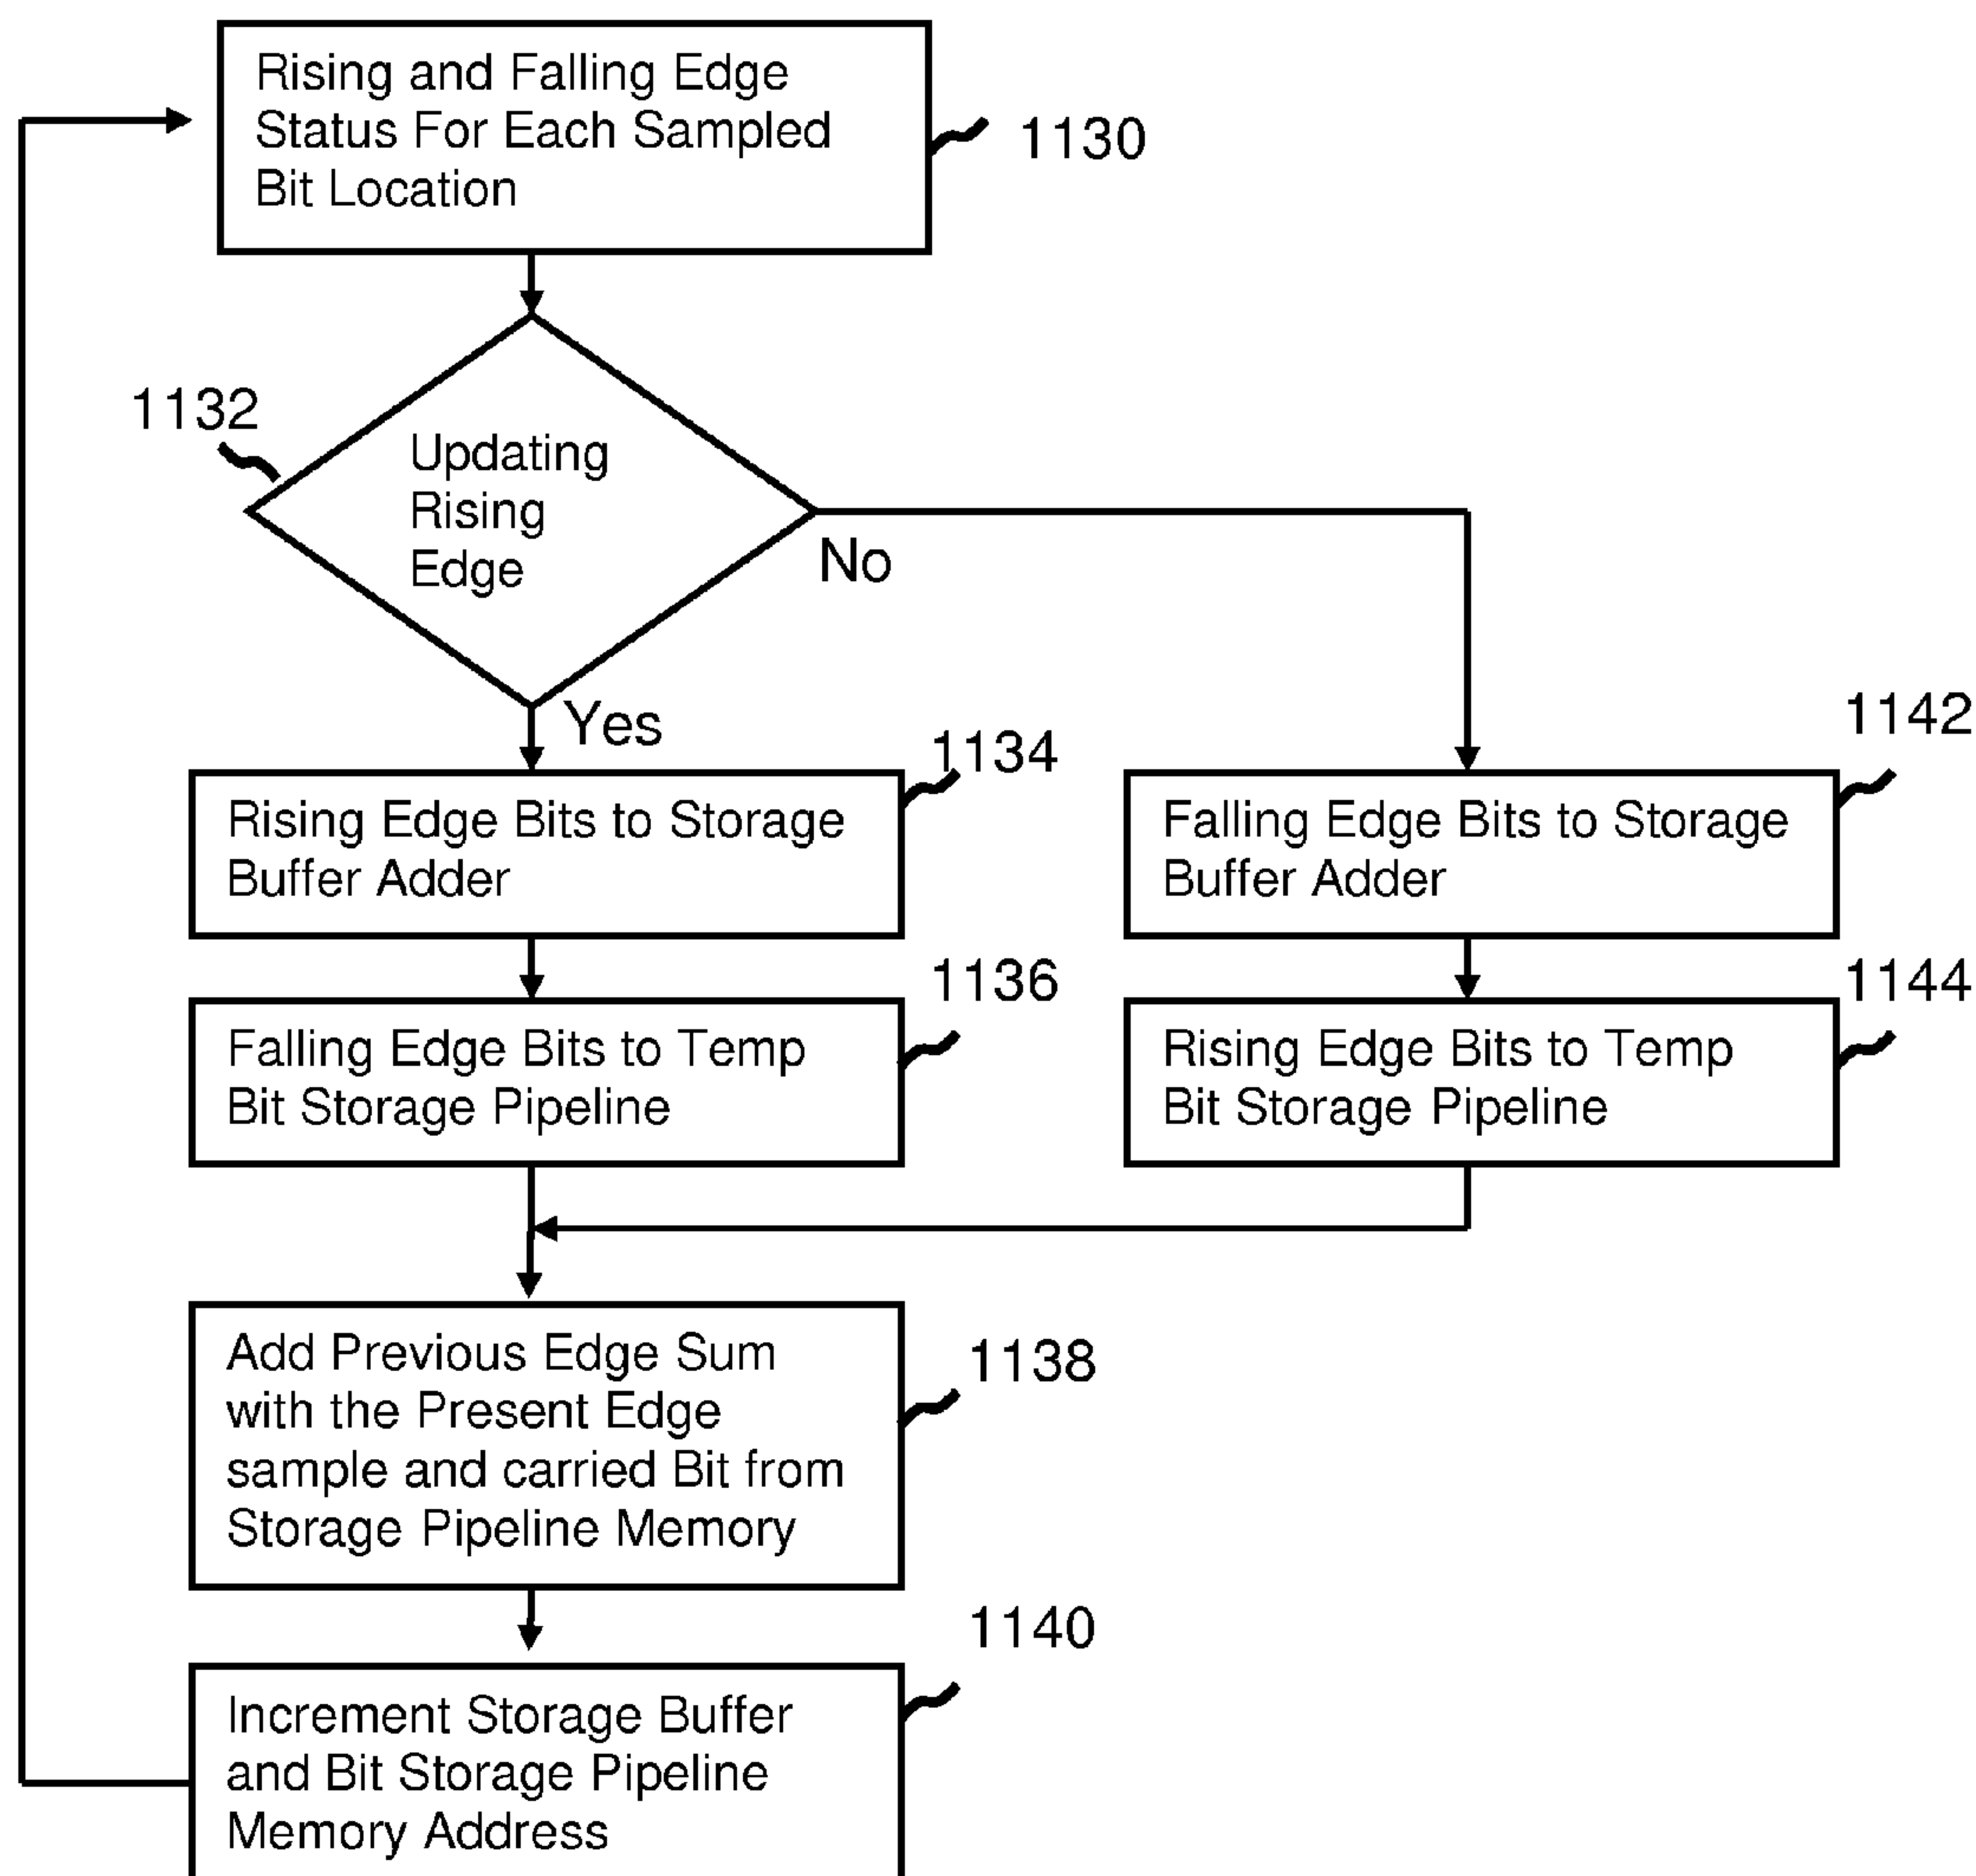 Rising and Falling Edge
Status For Each Sampled
Bit Location
1130
1132
Updating
Rising
Edge
No
Yes
1134
Rising Edge Bits to Storage
Buffer Adder
1142
Falling Edge Bits to Storage
Buffer Adder
1136
Falling Edge Bits to Temp
Bit Storage Pipeline
1144
Rising Edge Bits to Temp
Bit Storage Pipeline
Add Previous Edge Sum
with the Present Edge
sample and carried Bit from
Storage Pipeline Memory
1138
1140
Increment Storage Buffer
and Bit Storage Pipeline
Memory Address